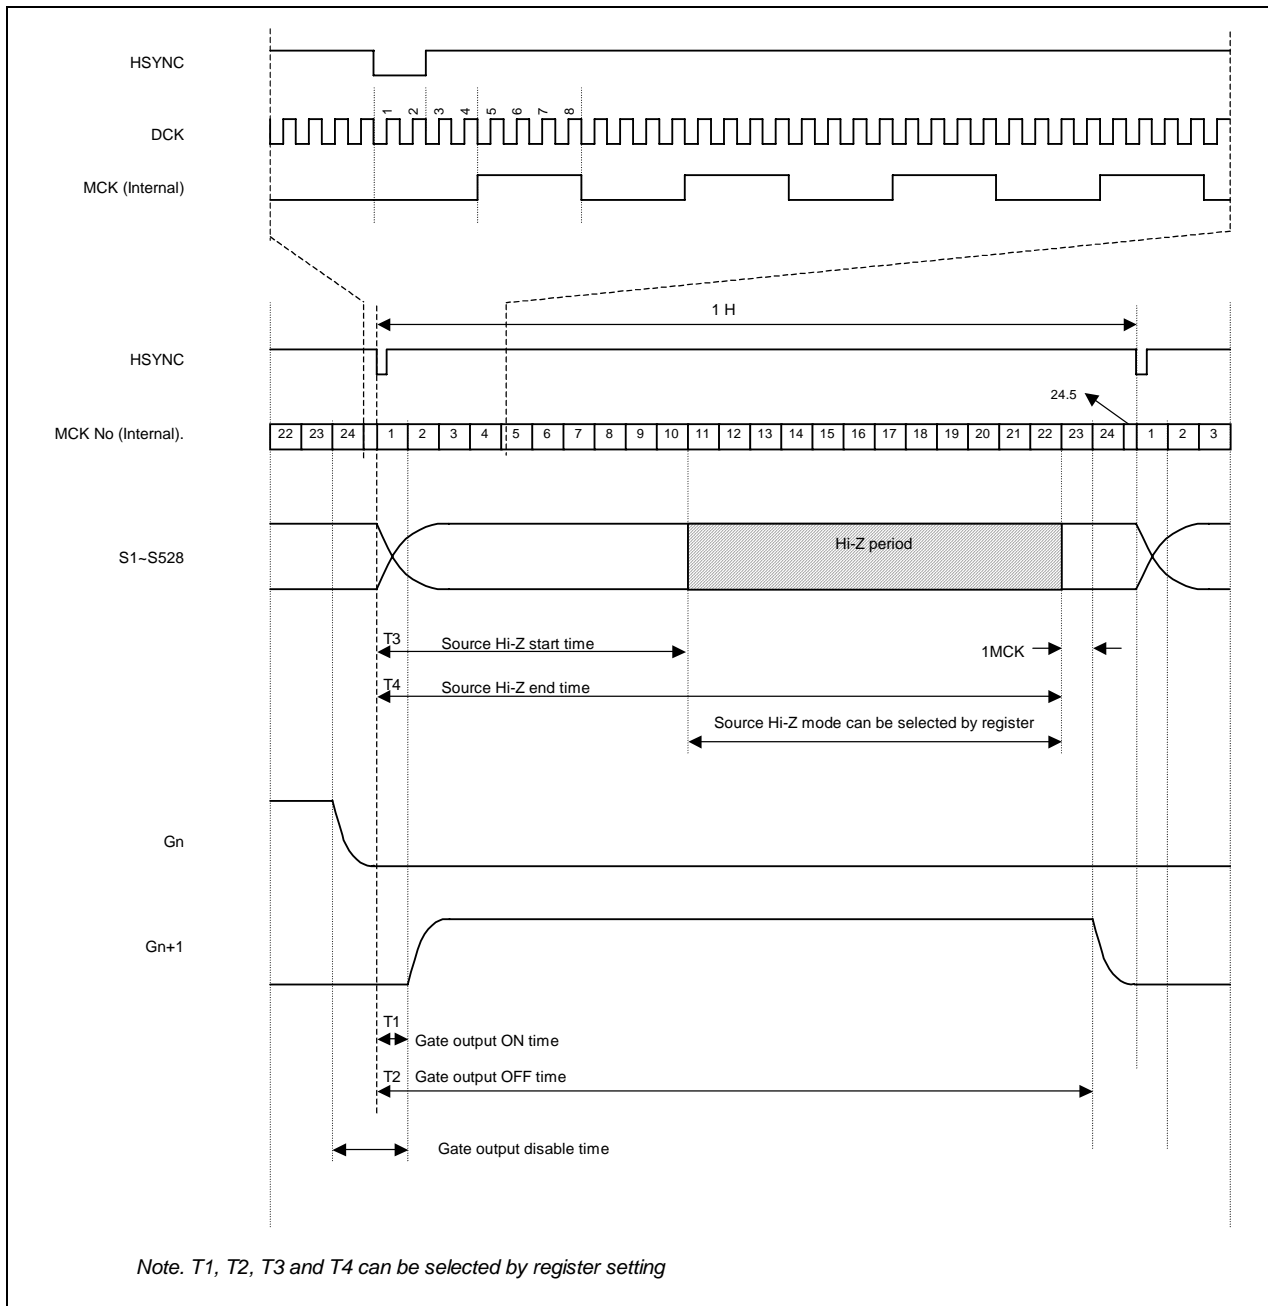 HSYNC
1 2 3 4 5 6 7 8
DCK
MCK (Internal)
1 H
HSYNC
24.5
MCK No (Internal).
22 23 24 1 2 3 4 5 6 7 8 9 10 11 12 13 14 15 16 17 18 19 20 21 22 23 24 1 2 3
S1~S528
Hi-Z period
T3 Source Hi-Z start time
1MCK
T4 Source Hi-Z end time
Source Hi-Z mode can be selected by register
Gn
Gn+1
T1
Gate output ON time
T2 Gate output OFF time
Gate output disable time
Note. T1, T2, T3 and T4 can be selected by register setting